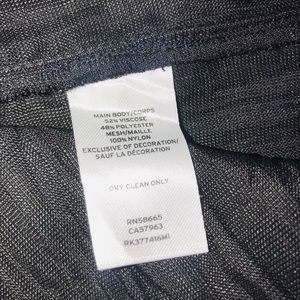 MAIN BODY/CORPS
52% VISCOSE
48% POLYESTER
MESH/MAILLE
100% NYLON
EXCLUSIVE OF DECORATION/
SAUF LA DÉCORATION
DRY CLEAN ONLY
RN58665
CA57963
RK377416MI